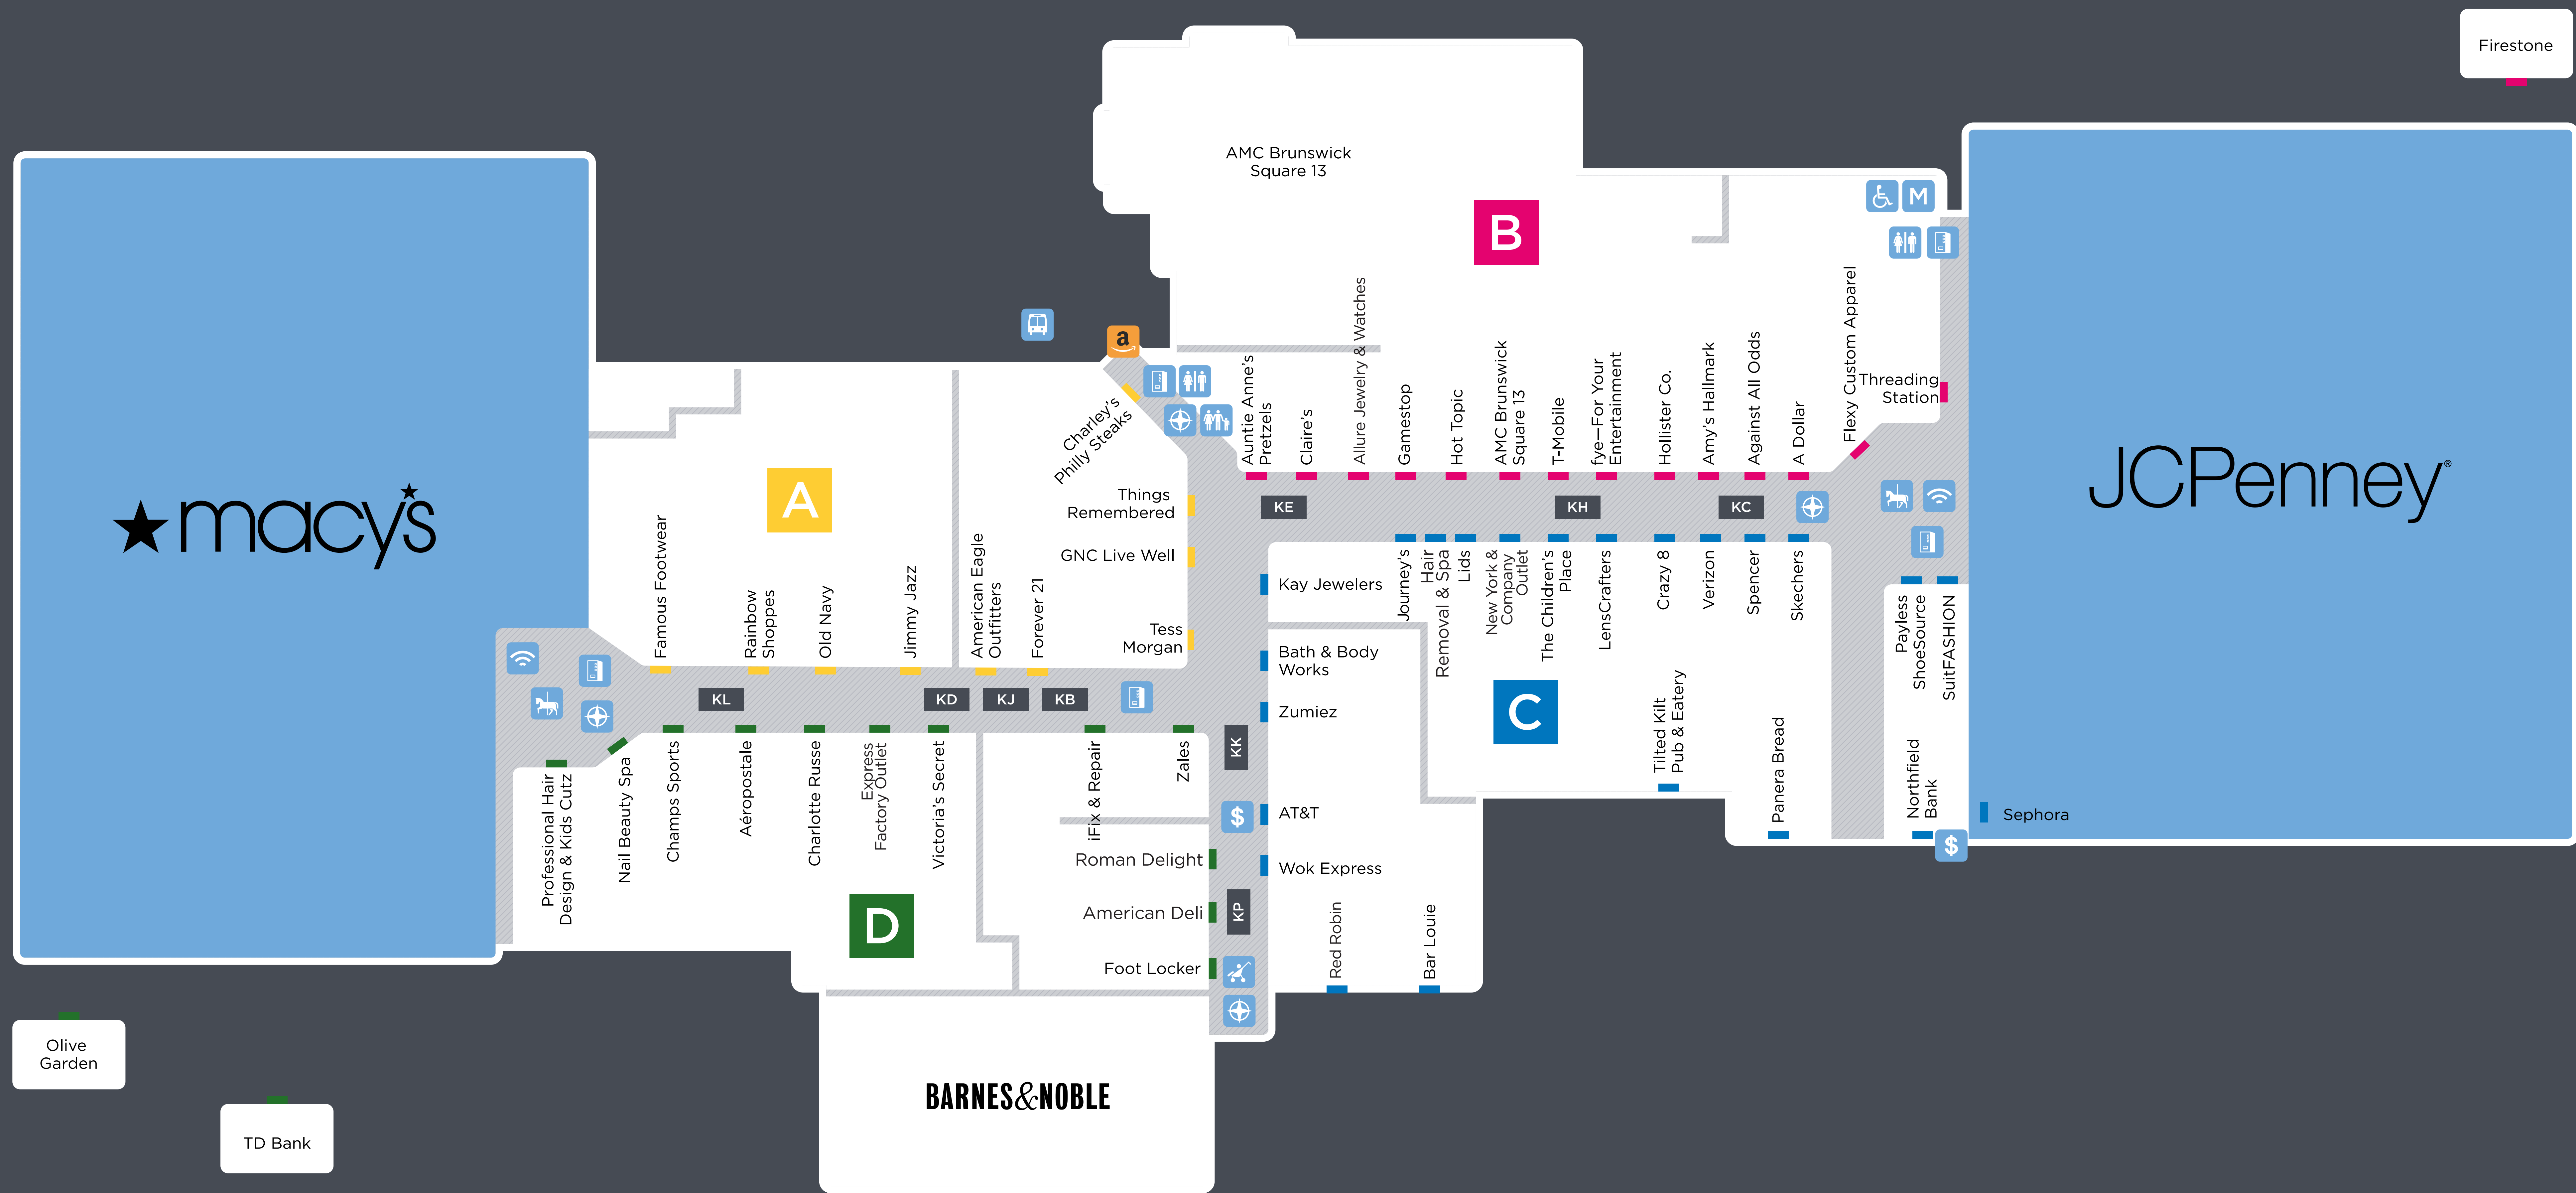 Firestone
AMC Brunswick
Square 13
B
M
a
macy's
JCPenney®
A
Charley's
Philly Steaks
Things
Remembered
GNC Live Well
Tess
Morgan
Famous Footwear
Rainbow
Shoppes
Old Navy
Jimmy Jazz
American Eagle
Outfitters
Forever 21
Auntie Anne's
Pretzels
Claire's
Allure Jewelry & Watches
Gamestop
Hot Topic
AMC Brunswick
Square 13
T-Mobile
fye—For Your
Entertainment
Hollister Co.
Amy's Hallmark
Against All Odds
A Dollar
Flexy Custom Apparel
Threading
Station
KE
KH
KC
KL
KD
KJ
KB
KK
KP
Kay Jewelers
Bath & Body
Works
Zumiez
AT&T
Wok Express
Journey's
Hair
Removal & Spa
Lids
New York &
Company
Outlet
The Children's
Place
LensCrafters
Crazy 8
Verizon
Spencer
Skechers
Payless
ShoeSource
SuitFASHION
C
Tilted Kilt
Pub & Eatery
Panera Bread
Northfield
Bank
$
Sephora
Red Robin
Bar Louie
Professional Hair
Design & Kids Cutz
Nail Beauty Spa
Champs Sports
Aéropostale
Charlotte Russe
Express
Factory Outlet
Victoria's Secret
iFix & Repair
Zales
$
D
Roman Delight
American Deli
Foot Locker
Olive
Garden
TD Bank
BARNES&NOBLE